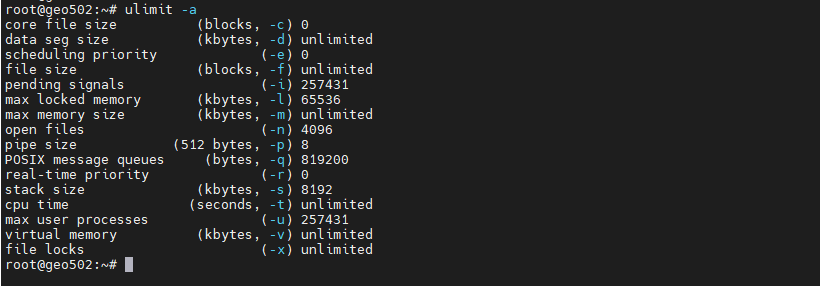 root@geo502:~# ulimit -a
core file size          (blocks, -c) 0
data seg size           (kbytes, -d) unlimited
scheduling priority             (-e) 0
file size               (blocks, -f) unlimited
pending signals                 (-i) 257431
max locked memory       (kbytes, -l) 65536
max memory size         (kbytes, -m) unlimited
open files                      (-n) 4096
pipe size            (512 bytes, -p) 8
POSIX message queues     (bytes, -q) 819200
real-time priority              (-r) 0
stack size              (kbytes, -s) 8192
cpu time               (seconds, -t) unlimited
max user processes              (-u) 257431
virtual memory          (kbytes, -v) unlimited
file locks                      (-x) unlimited
root@geo502:~#